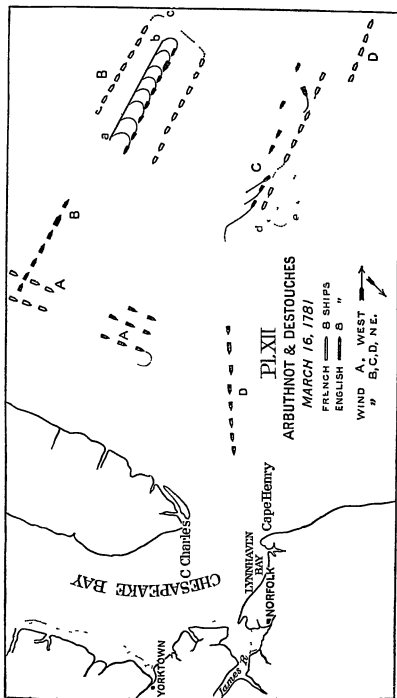 c
b
B
a
D
B
A
A
C
d
e
D
Pl.XII
ARBUTHNOT & DESTOUCHES
MARCH 16, 1781
FRENCH 8 SHIPS
ENGLISH 8 "
WIND A. WEST
" B,C,D, NE.
C Charles
CHESAPEAKE BAY
Cape Henry
LYNNHAVEN
BAY
NORFOLK
YORKTOWN
James R.